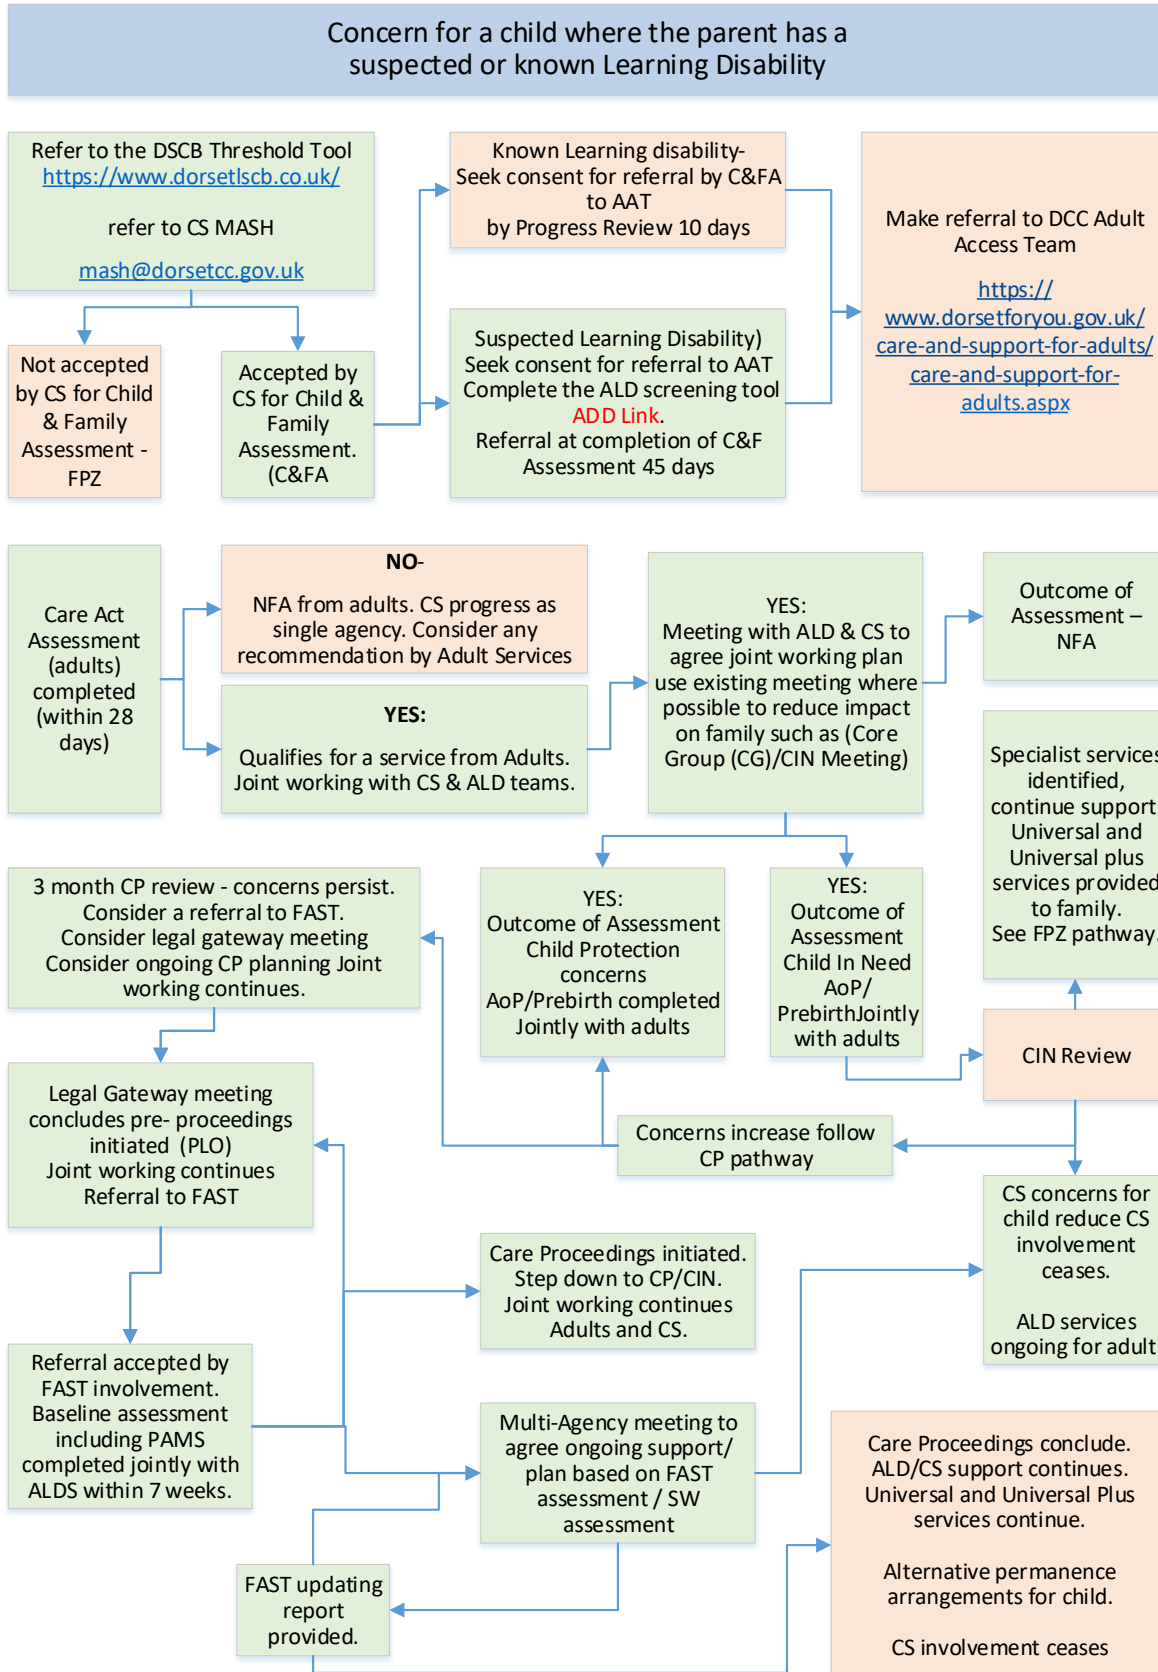 Concern for a child where the parent has a
suspected or known Learning Disability
Refer to the DSCB Threshold Tool
https://www.dorsetlscb.co.uk/
refer to CS MASH
mash@dorsetcc.gov.uk
Not accepted
by CS for Child
& Family
Assessment -
FPZ
Accepted by
CS for Child &
Family
Assessment.
(C&FA
Known Learning disability-
Seek consent for referral by C&FA
to AAT
by Progress Review 10 days
Suspected Learning Disability)
Seek consent for referral to AAT
Complete the ALD screening tool
ADD Link.
Referral at completion of C&F
Assessment 45 days
Make referral to DCC Adult
Access Team
https://
www.dorsetforyou.gov.uk/
care-and-support-for-adults/
care-and-support-for-
adults.aspx
Care Act
Assessment
(adults)
completed
(within 28
days)
NO-
NFA from adults. CS progress as
single agency. Consider any
recommendation by Adult Services
YES:
Qualifies for a service from Adults.
Joint working with CS & ALD teams.
YES:
Meeting with ALD & CS to
agree joint working plan
use existing meeting where
possible to reduce impact
on family such as (Core
Group (CG)/CIN Meeting)
Outcome of
Assessment –
NFA
Specialist services
identified,
continue support
Universal and
Universal plus
services provided
to family.
See FPZ pathway.
3 month CP review - concerns persist.
Consider a referral to FAST.
Consider legal gateway meeting
Consider ongoing CP planning Joint
working continues.
YES:
Outcome of Assessment
Child Protection
concerns
AoP/Prebirth completed
Jointly with adults
YES:
Outcome of
Assessment
Child In Need
AoP/
PrebirthJointly
with adults
CIN Review
Legal Gateway meeting
concludes pre- proceedings
initiated (PLO)
Joint working continues
Referral to FAST
Concerns increase follow
CP pathway
CS concerns for
child reduce CS
involvement
ceases.
ALD services
ongoing for adult
Care Proceedings initiated.
Step down to CP/CIN.
Joint working continues
Adults and CS.
Referral accepted by
FAST involvement.
Baseline assessment
including PAMS
completed jointly with
ALDS within 7 weeks.
Multi-Agency meeting to
agree ongoing support/
plan based on FAST
assessment / SW
assessment
FAST updating
report
provided.
Care Proceedings conclude.
ALD/CS support continues.
Universal and Universal Plus
services continue.
Alternative permanence
arrangements for child.
CS involvement ceases